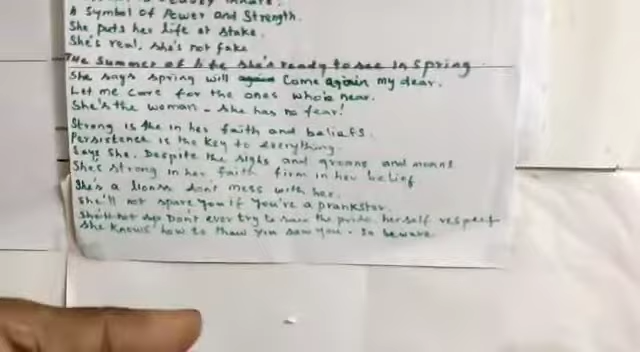 A Symbol of Power and Strength.
She puts her life at stake.
She's real, she's not fake
The Summer of life she's ready to see in Spring.
She says spring will Come again my dear.
Let me care for the ones who's near.
She's the woman - she has no fear!
Strong is she in her faith and beliefs.
Persistence is the key to everything.
Says she. Despite the sighs and groans and moans
She's strong in her faith firm in her belief
She's a lioness don't mess with her.
She'll not spare you if you're a prankster.
Don't ever try to the pride, her self respect
She knows how to thaw you saw you - so beware